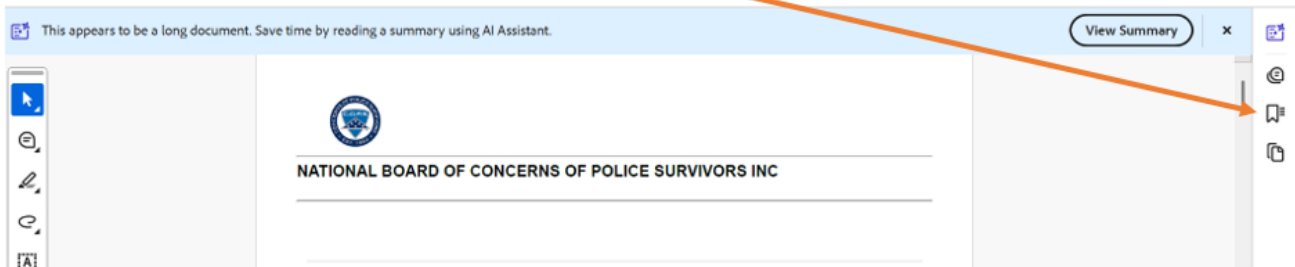 This appears to be a long document. Save time by reading a summary using AI Assistant.
View Summary
NATIONAL BOARD OF CONCERNS OF POLICE SURVIVORS INC